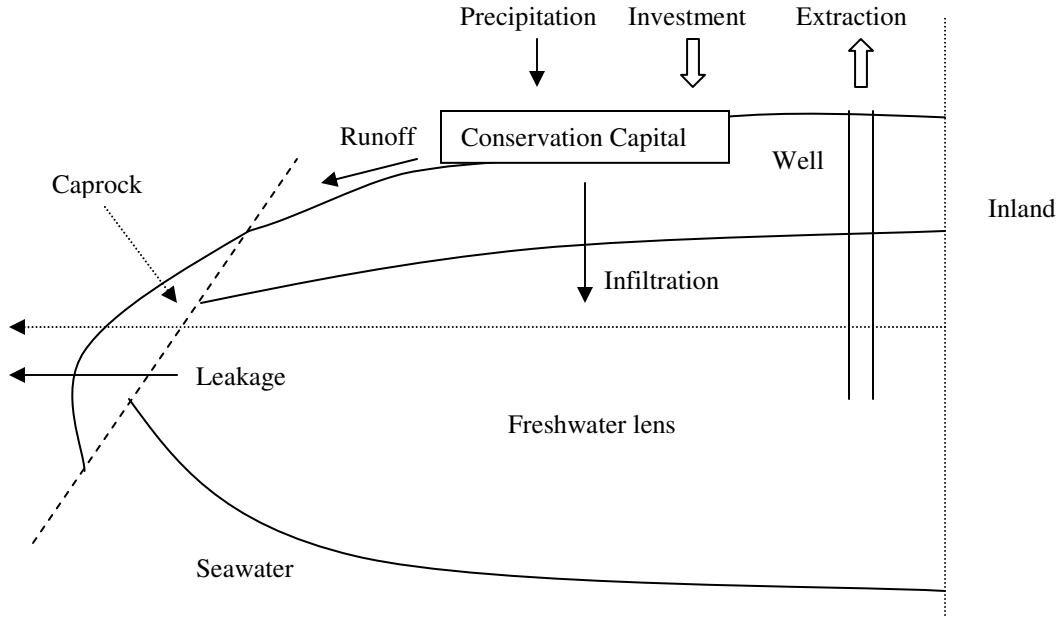 Precipitation Investment Extraction
Runoff
Conservation Capital
Well
Caprock
Inland
Infiltration
Leakage
Freshwater lens
Seawater